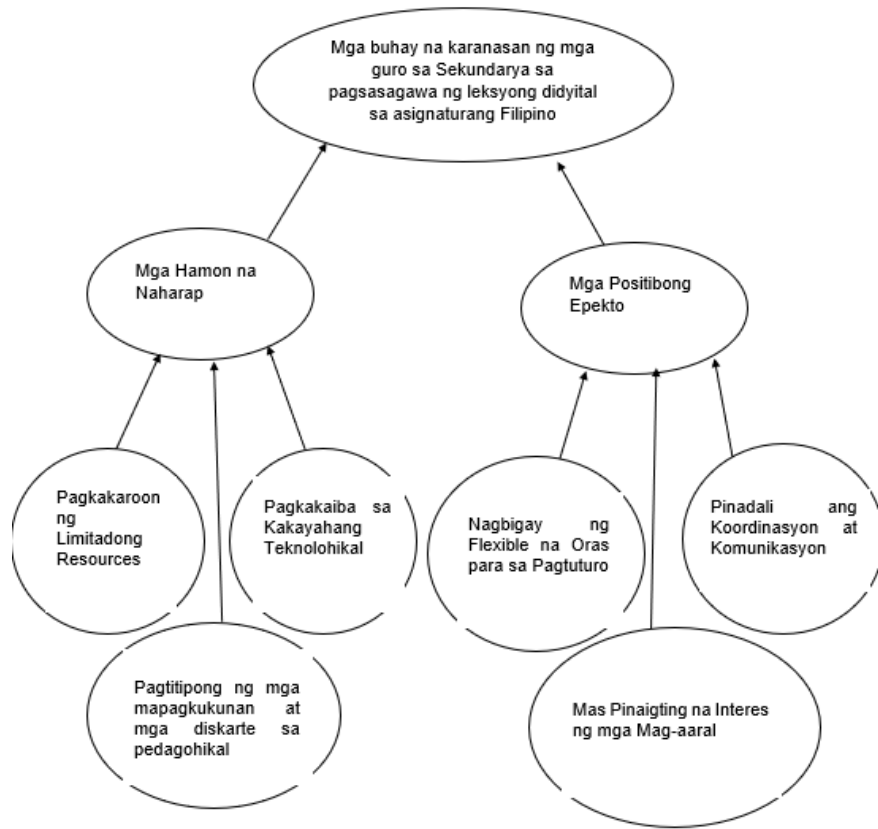 Mga buhay na karanasan ng mga
guro sa Sekundarya sa
pagsasagawa ng leksyong didyital
sa asignaturang Filipino
Mga Hamon na
Naharap
Mga Positibong
Epekto
Pagkakaroon
ng
Limitadong
Resources
Pagkakaiba sa
Kakayahang
Teknolohikal
Nagbigay ng
Flexible na Oras
para sa Pagtuturo
Pinadali ang
Koordinasyon at
Komunikasyon
Pagtitipong ng mga
mapagkukunan at
mga diskarte sa
pedagohikal
Mas Pinaigting na Interes
ng mga Mag-aaral